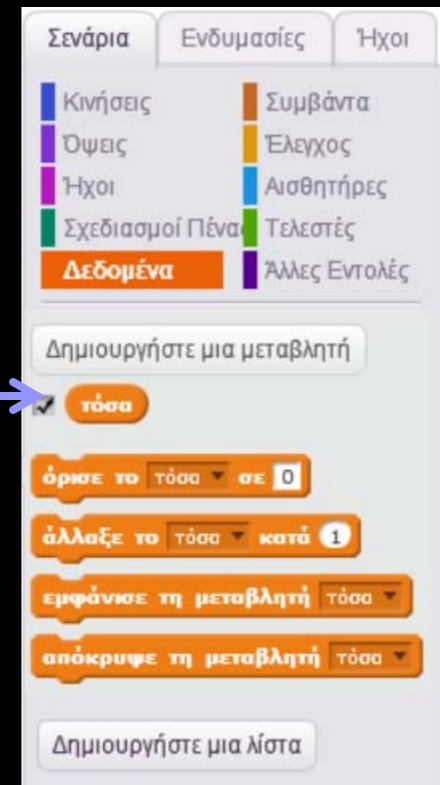 Σενάρια Ενδυμασίες Ήχοι
Κινήσεις Συμβάντα
Όψεις Έλεγχος
Ήχοι Αισθητήρες
Σχεδιασμοί Πένας Τελεστές
Δεδομένα Άλλες Εντολές
Δημιουργήστε μια μεταβλητή
τόσα
όρισε το τόσα σε 0
άλλαξε το τόσα κατά 1
εμφάνισε τη μεταβλητή τόσα
απόκρυψε τη μεταβλητή τόσα
Δημιουργήστε μια λίστα